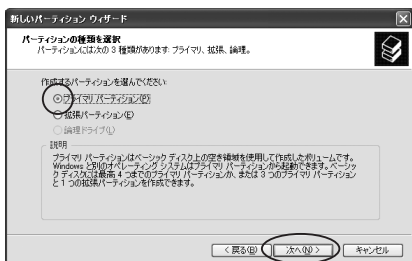 新しいパーティション ウィザード
パーティションの種類を選択
パーティションには次の 3 種類があります: プライマリ、拡張、論理。
作成するパーティションを選んでください:
プライマリ パーティション(P)
拡張パーティション(E)
論理ドライブ(L)
説明
プライマリ パーティションはベーシック ディスク上の空き領域を使用して作成したボリュームです。
Windows と別のオペレーティング システムはプライマリ パーティションから起動できます。ベーシッ
ク ディスクには最高 4 つまでのプライマリ パーティションか、または 3 つのプライマリ パーティション
と 1 つの拡張パーティションを作成できます。
< 戻る(B)
次へ(N) >
キャンセル